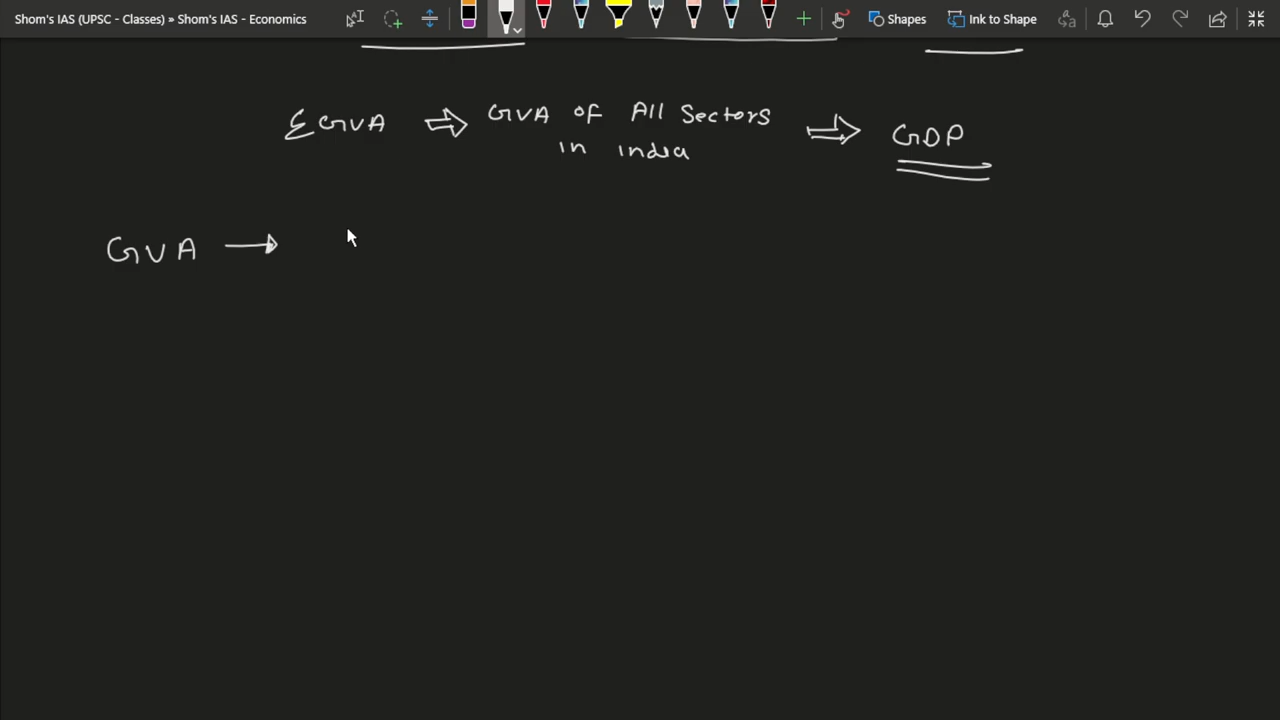 Shom's IAS (UPSC - Classes) » Shom's IAS - Economics Shapes Ink to Shape
ΣGVA ⇒ GVA of All Sectors in india ⇒ GDP
GVA →